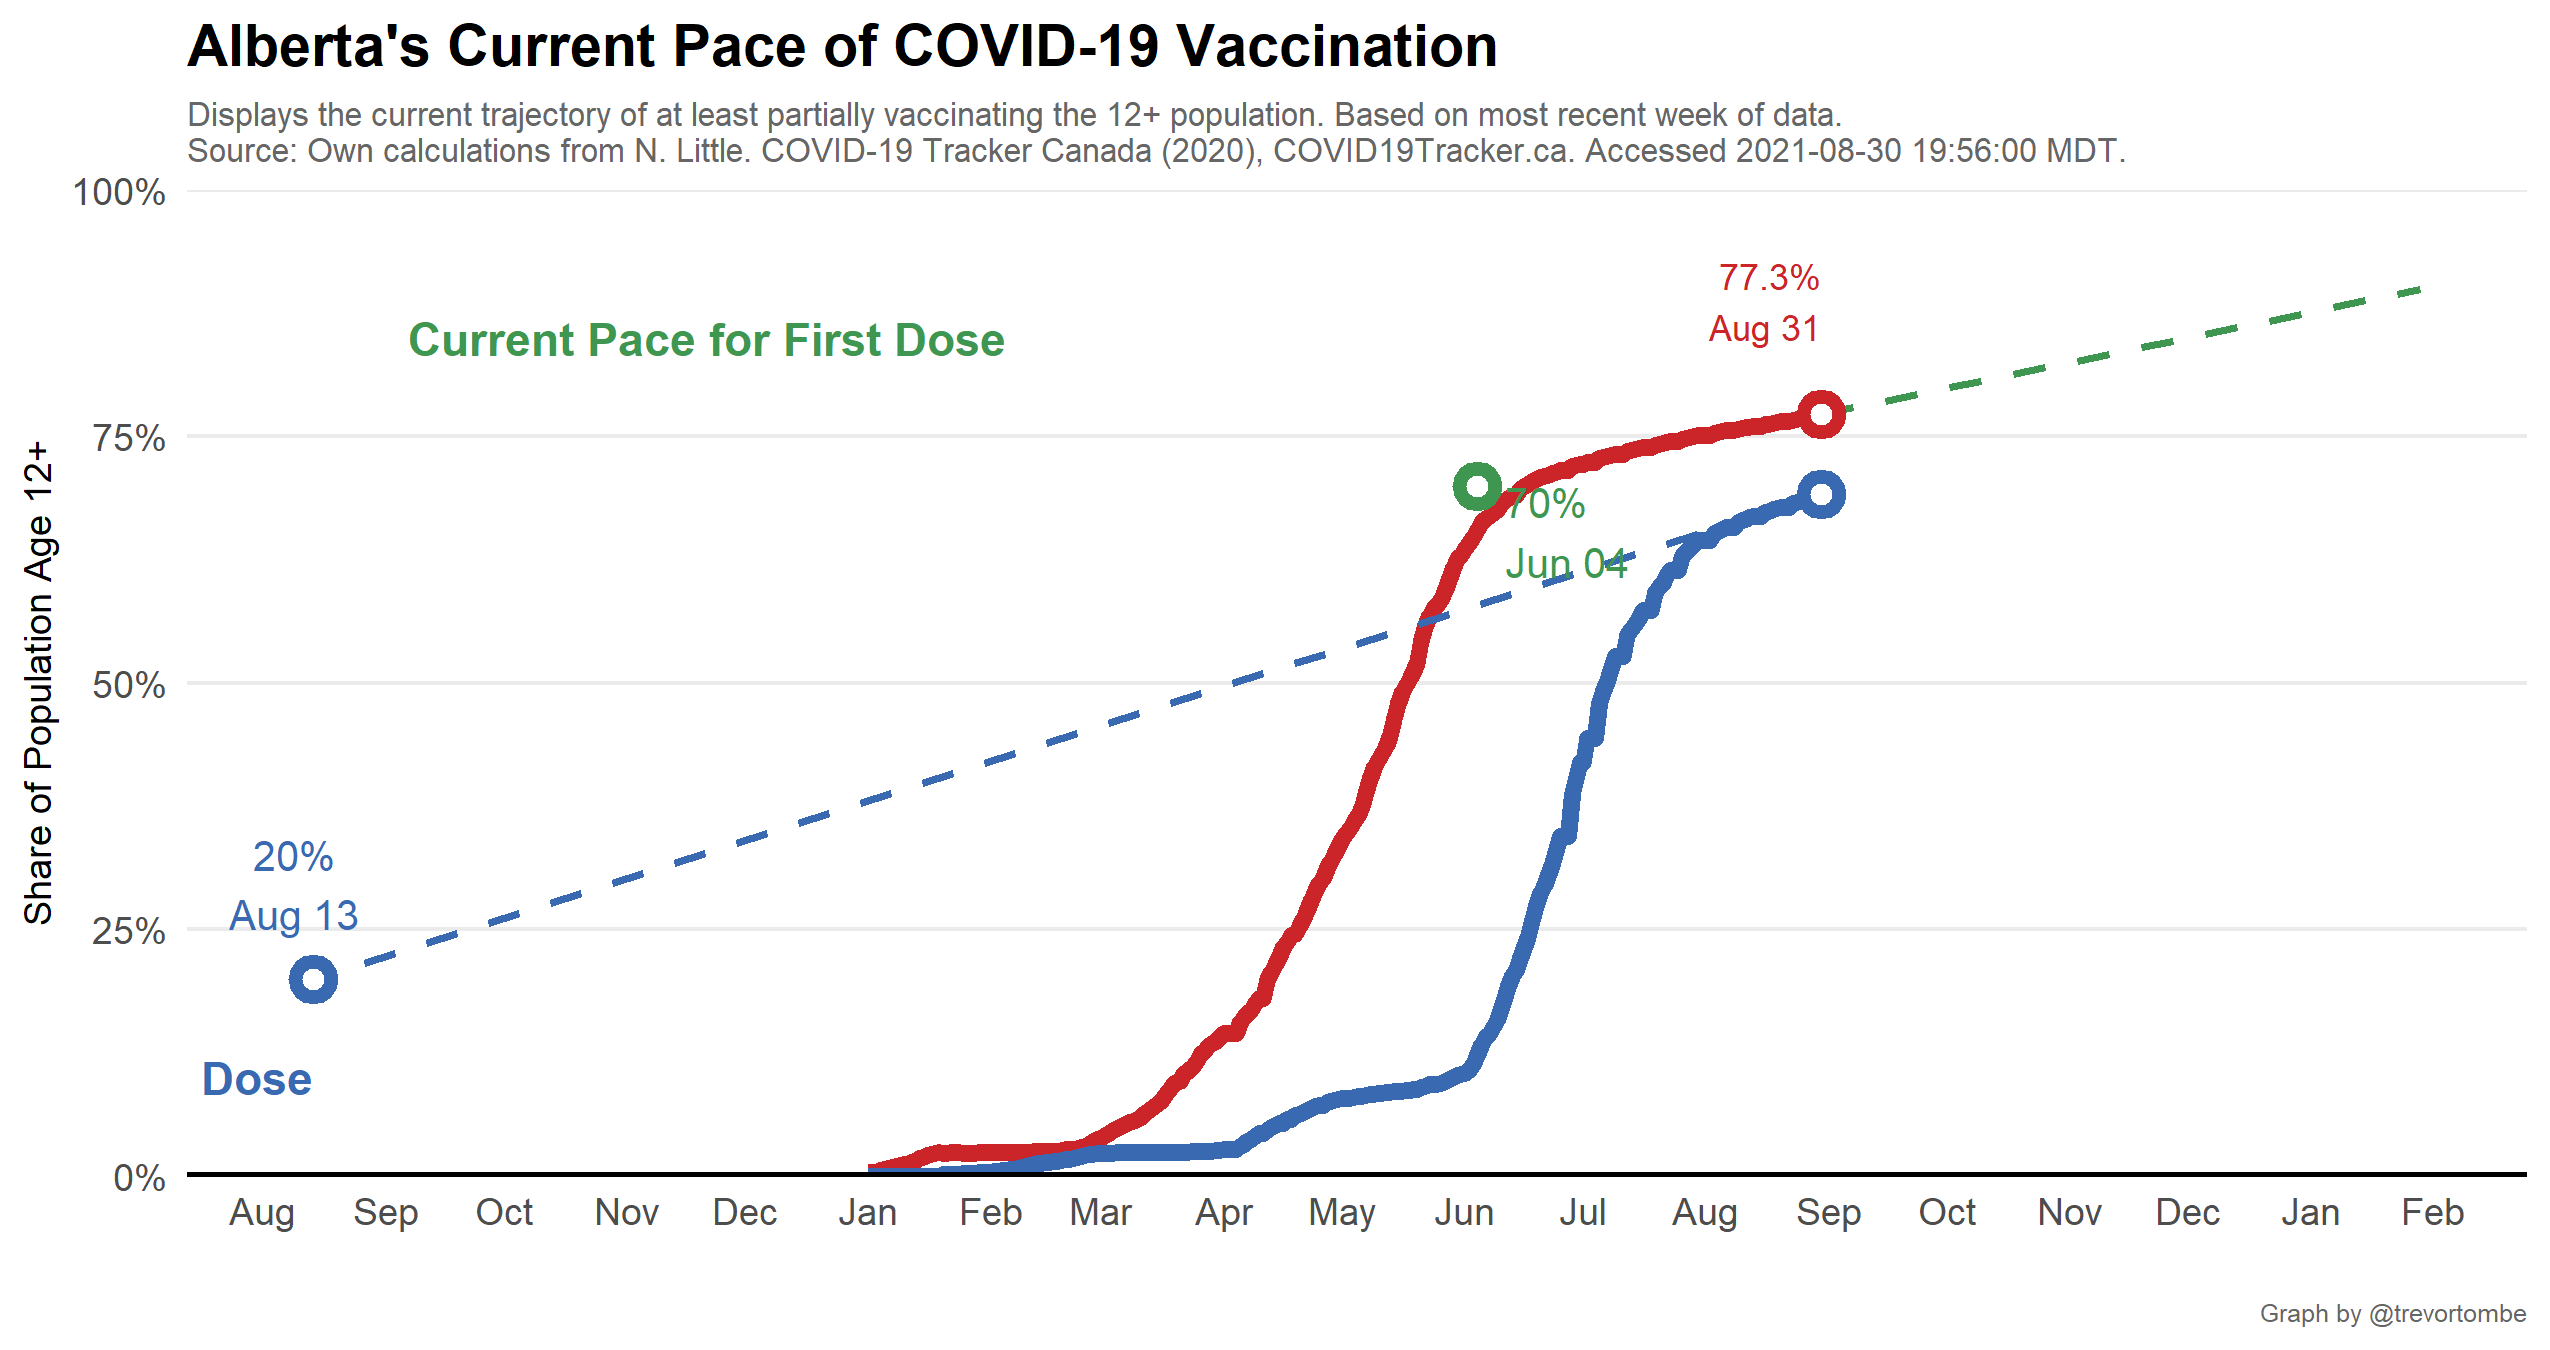 Alberta's Current Pace of COVID-19 Vaccination
Displays the current trajectory of at least partially vaccinating the 12+ population. Based on most recent week of data.
Source: Own calculations from N. Little. COVID-19 Tracker Canada (2020), COVID19Tracker.ca. Accessed 2021-08-30 19:56:00 MDT.
100%
75%
50%
25%
0%
Share of Population Age 12+
77.3%
Aug 31
Current Pace for First Dose
70%
Jun 04
20%
Aug 13
Dose
Aug Sep Oct Nov Dec Jan Feb Mar Apr May Jun Jul Aug Sep Oct Nov Dec Jan Feb
Graph by @trevortombe